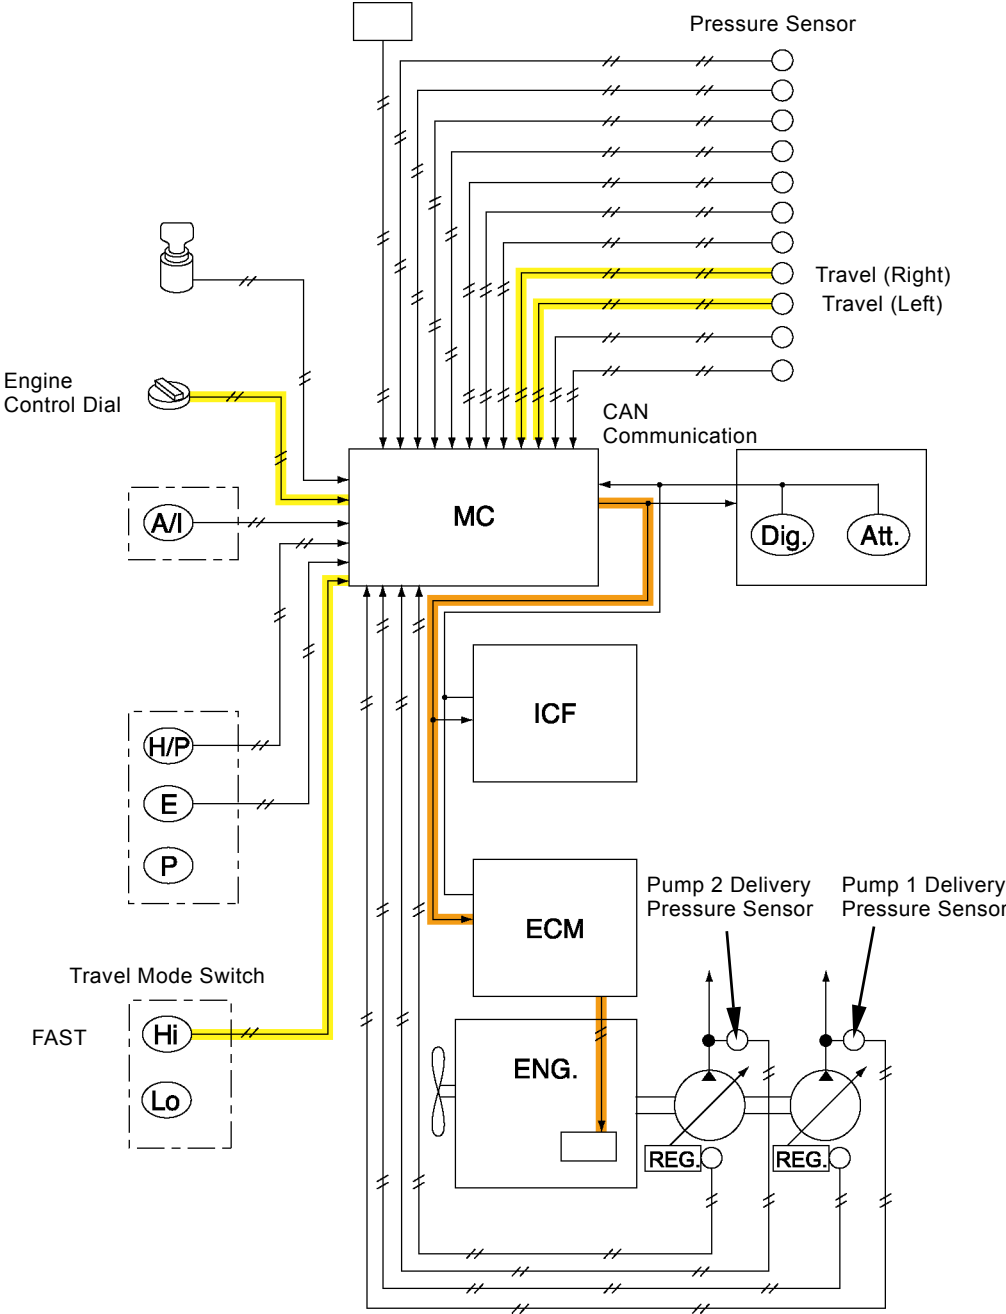 Pressure Sensor
Travel (Right)
Travel (Left)
Engine
Control Dial
CAN
Communication
A/I
MC
Dig.
Att.
H/P
E
P
ICF
ECM
Pump 2 Delivery
Pressure Sensor
Pump 1 Delivery
Pressure Sensor
Travel Mode Switch
FAST
Hi
Lo
ENG.
REG.
REG.